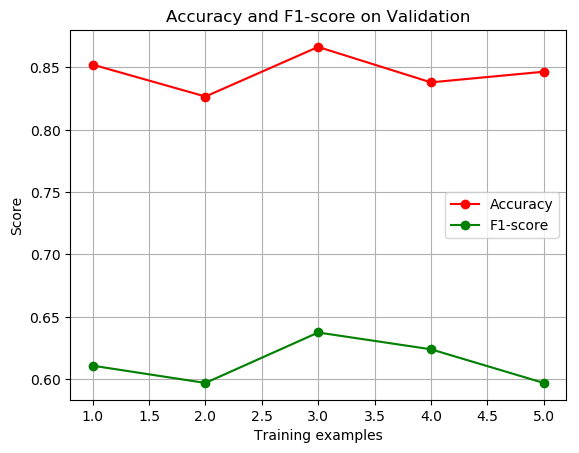 Accuracy and F1-score on Validation
Score
0.85
0.80
0.75
0.70
0.65
0.60
Accuracy
F1-score
1.0 1.5 2.0 2.5 3.0 3.5 4.0 4.5 5.0
Training examples